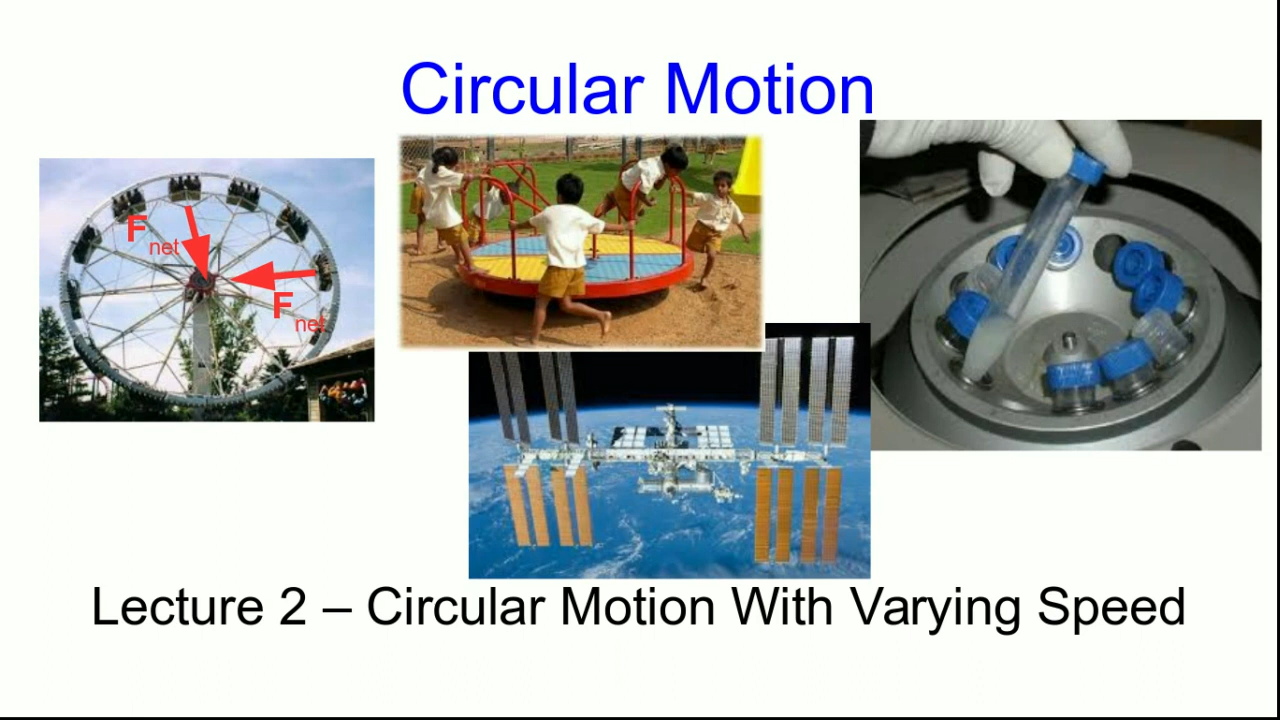 Circular Motion
F net
F net
Lecture 2 – Circular Motion With Varying Speed